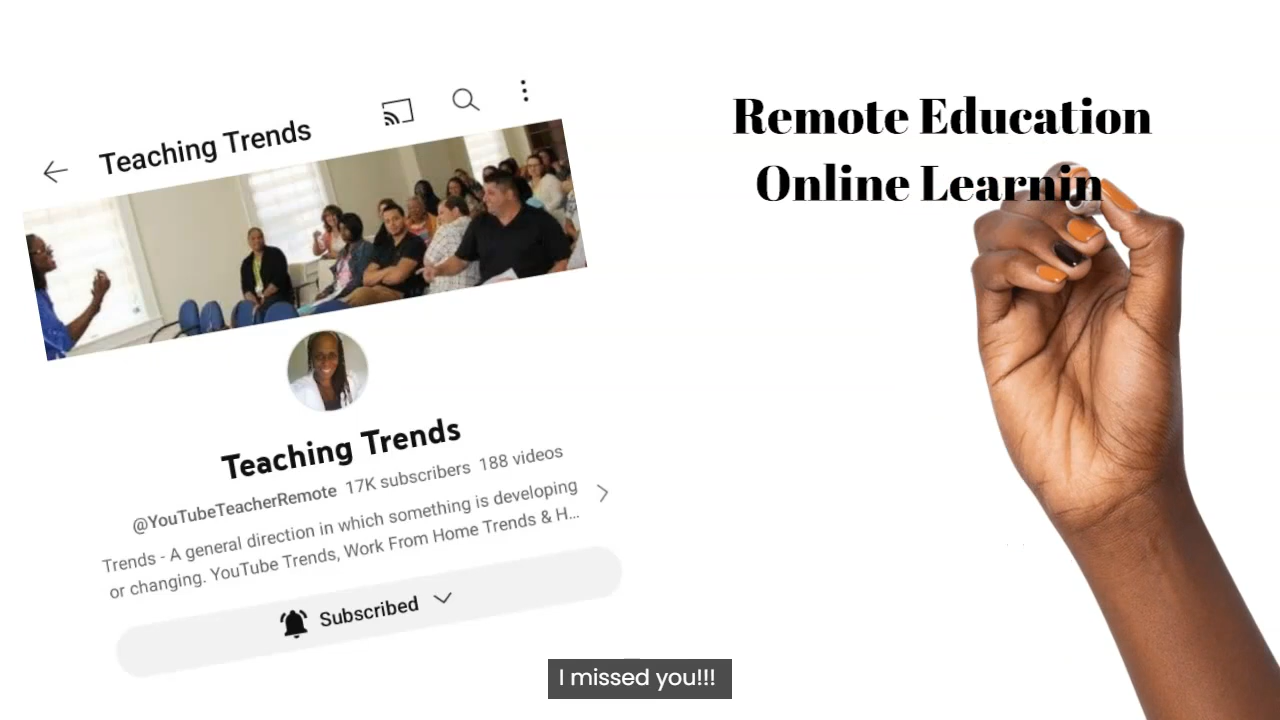 Teaching Trends
Teaching Trends
@YouTubeTeacherRemote 17K subscribers 188 videos
Trends - A general direction in which something is developing
or changing. YouTube Trends, Work From Home Trends & H...
Subscribed
Remote Education
Online Learnin
I missed you!!!